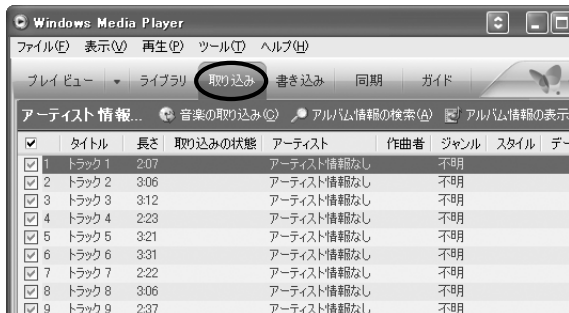 Windows Media Player
ファイル(F) 表示(V) 再生(P) ツール(T) ヘルプ(H)
プレイ ビュー ライブラリ 取り込み 書き込み 同期 ガイド
アーティスト情報... 音楽の取り込み(C) アルバム情報の検索(A) アルバム情報の表示
タイトル 長さ 取り込みの状態 アーティスト 作曲者 ジャンル スタイル デー
1 トラック 1 2:07 アーティスト情報なし 不明
2 トラック 2 3:06 アーティスト情報なし 不明
3 トラック 3 3:12 アーティスト情報なし 不明
4 トラック 4 2:23 アーティスト情報なし 不明
5 トラック 5 3:21 アーティスト情報なし 不明
6 トラック 6 3:31 アーティスト情報なし 不明
7 トラック 7 2:22 アーティスト情報なし 不明
8 トラック 8 3:06 アーティスト情報なし 不明
9 トラック 9 2:37 アーティスト情報なし 不明